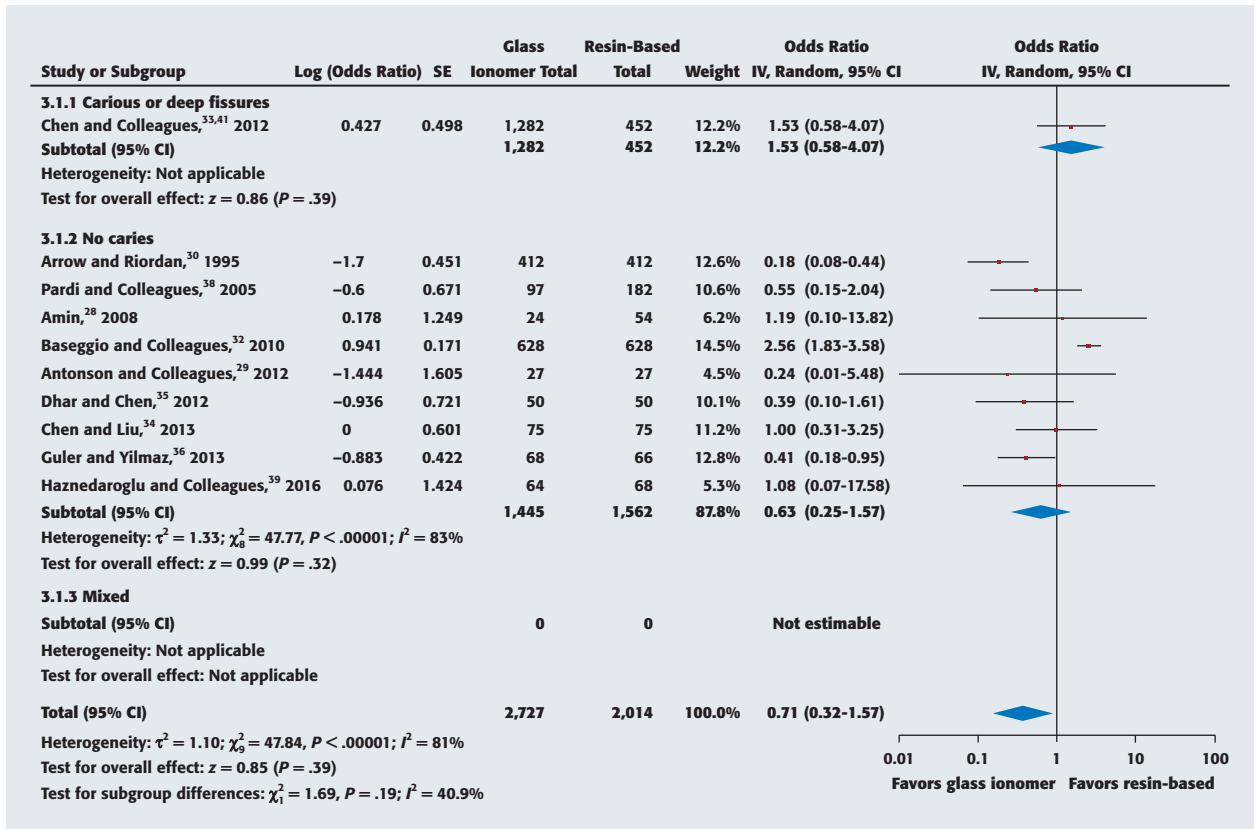 Glass Resin-Based Odds Ratio Odds Ratio
Study or Subgroup Log (Odds Ratio) SE Ionomer Total Total Weight IV, Random, 95% CI IV, Random, 95% CI
3.1.1 Carious or deep fissures
Chen and Colleagues,33,41 2012 0.427 0.498 1,282 452 12.2% 1.53 (0.58-4.07)
Subtotal (95% CI) 1,282 452 12.2% 1.53 (0.58-4.07)
Heterogeneity: Not applicable
Test for overall effect: z = 0.86 (P = .39)
3.1.2 No caries
Arrow and Riordan,30 1995 –1.7 0.451 412 412 12.6% 0.18 (0.08-0.44)
Pardi and Colleagues,38 2005 –0.6 0.671 97 182 10.6% 0.55 (0.15-2.04)
Amin,28 2008 0.178 1.249 24 54 6.2% 1.19 (0.10-13.82)
Baseggio and Colleagues,32 2010 0.941 0.171 628 628 14.5% 2.56 (1.83-3.58)
Antonson and Colleagues,29 2012 –1.444 1.605 27 27 4.5% 0.24 (0.01-5.48)
Dhar and Chen,35 2012 –0.936 0.721 50 50 10.1% 0.39 (0.10-1.61)
Chen and Liu,34 2013 0 0.601 75 75 11.2% 1.00 (0.31-3.25)
Guler and Yilmaz,36 2013 –0.883 0.422 68 66 12.8% 0.41 (0.18-0.95)
Haznedaroglu and Colleagues,39 2016 0.076 1.424 64 68 5.3% 1.08 (0.07-17.58)
Subtotal (95% CI) 1,445 1,562 87.8% 0.63 (0.25-1.57)
Heterogeneity: τ² = 1.33; χ²₈ = 47.77, P < .00001; I² = 83%
Test for overall effect: z = 0.99 (P = .32)
3.1.3 Mixed
Subtotal (95% CI) 0 0 Not estimable
Heterogeneity: Not applicable
Test for overall effect: Not applicable
Total (95% CI) 2,727 2,014 100.0% 0.71 (0.32-1.57)
Heterogeneity: τ² = 1.10; χ²₉ = 47.84, P < .00001; I² = 81%
Test for overall effect: z = 0.85 (P = .39)
Test for subgroup differences: χ²₁ = 1.69, P = .19; I² = 40.9%
0.01 0.1 1 10 100
Favors glass ionomer Favors resin-based